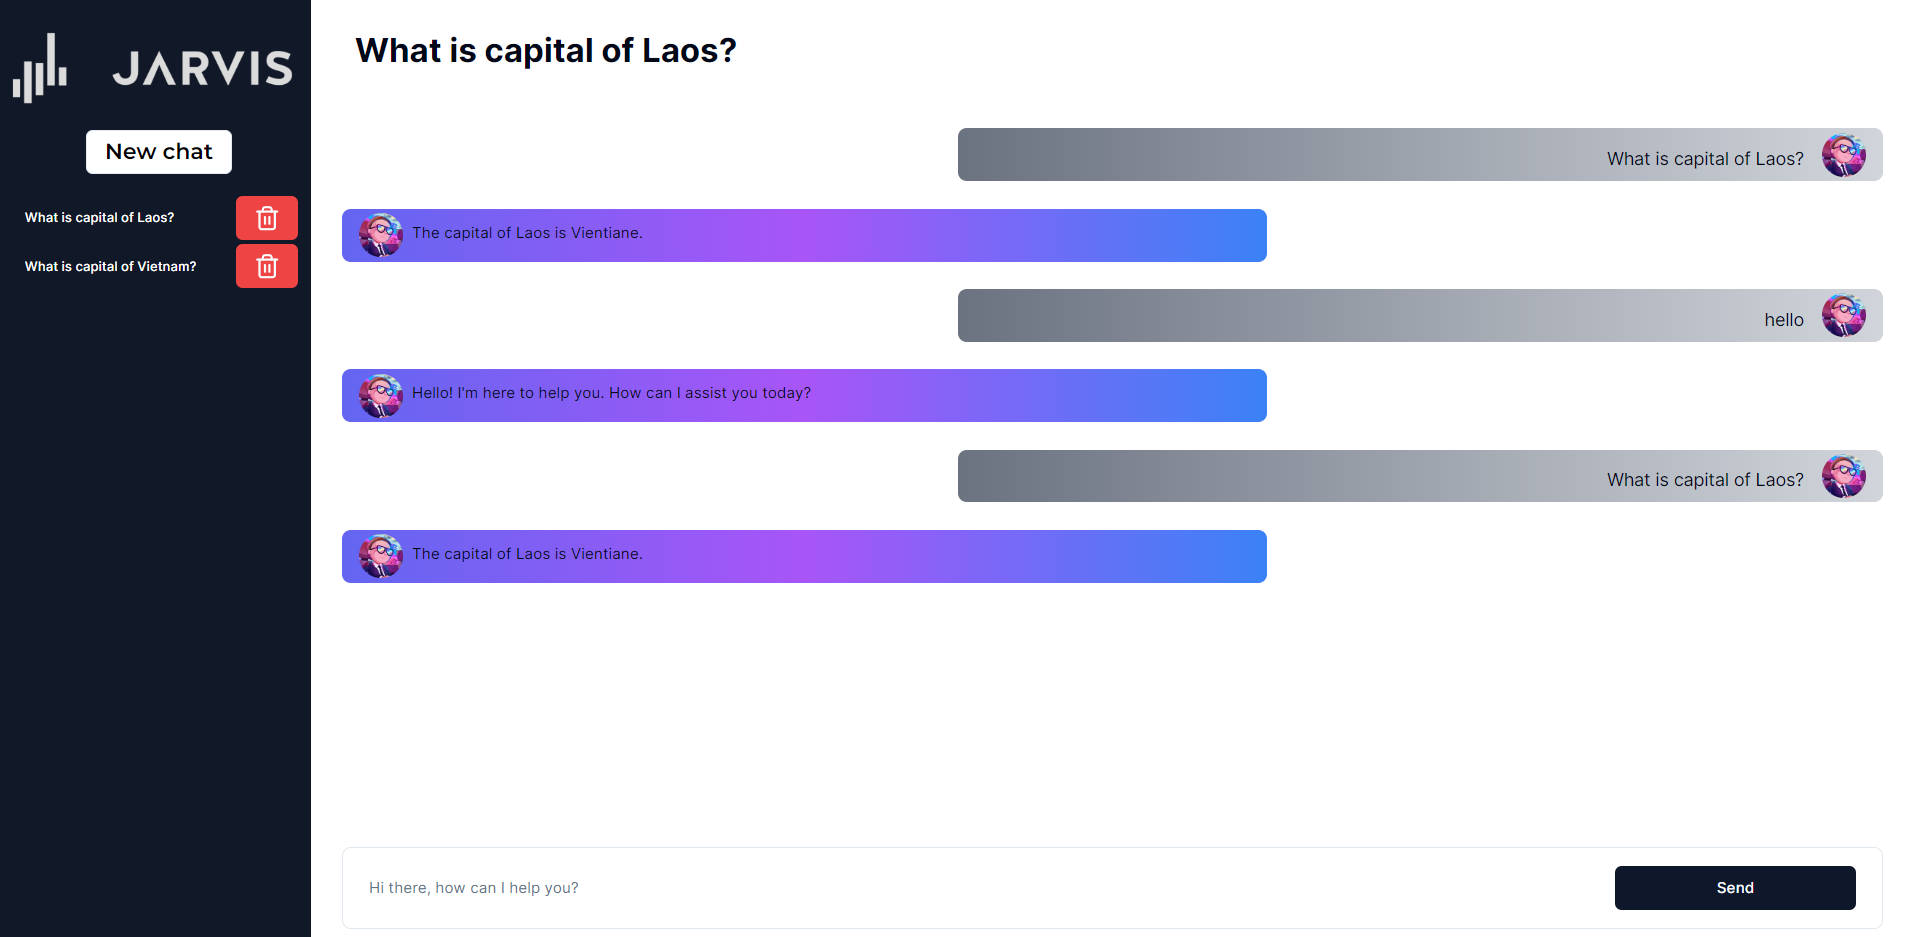 JARVIS
New chat
What is capital of Laos?
What is capital of Vietnam?
What is capital of Laos?
What is capital of Laos?
The capital of Laos is Vientiane.
hello
Hello! I'm here to help you. How can I assist you today?
What is capital of Laos?
The capital of Laos is Vientiane.
Hi there, how can I help you?
Send